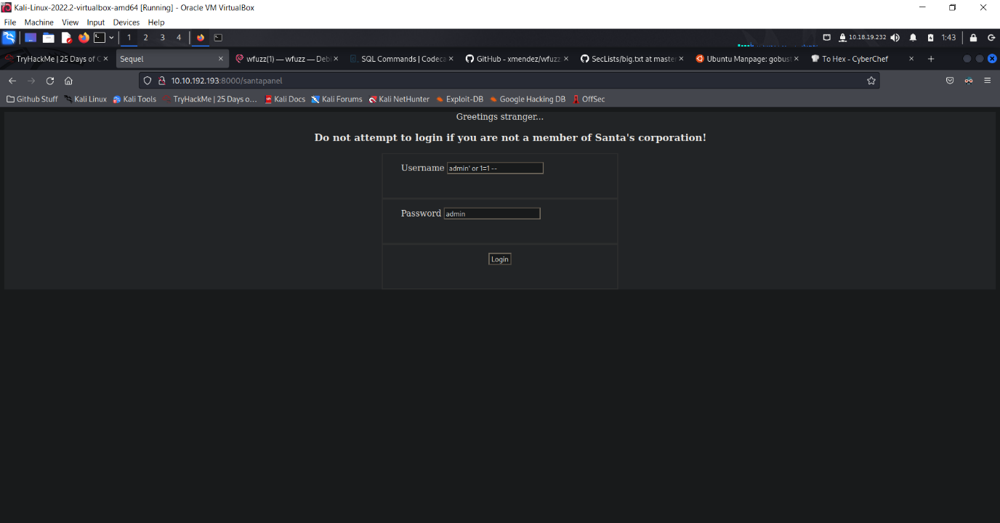 Kali-Linux-2022.2-virtualbox-amd64 [Running] - Oracle VM VirtualBox
File Machine View Input Devices Help
1 2 3 4 10.18.19.232 1:43
TryHackMe | 25 Days of C Sequel wfuzz(1) — wfuzz — Debi SQL Commands | Codeca GitHub - xmendez/wfuzz SecLists/big.txt at master Ubuntu Manpage: gobust To Hex - CyberChef
10.10.192.193:8000/santapanel
Github Stuff Kali Linux Kali Tools TryHackMe | 25 Days o... Kali Docs Kali Forums Kali NetHunter Exploit-DB Google Hacking DB OffSec
Greetings stranger...
Do not attempt to login if you are not a member of Santa's corporation!
Username admin' or 1=1 --
Password admin
Login